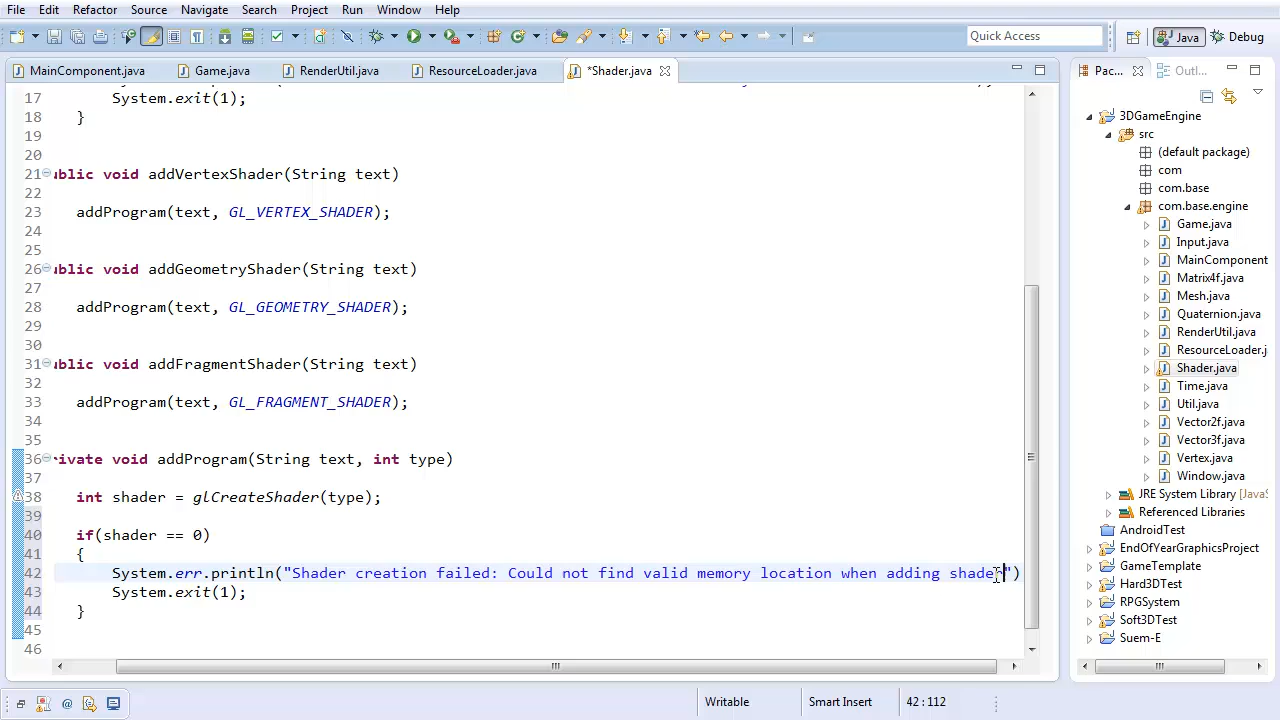 File Edit Source Refactor Navigate Search Project Run Window Help
Quick Access
Java
Debug
MainComponent.java Game.java RenderUtil.java ResourceLoader.java *Shader.java
Pac... Outl...
17 System.exit(1);
18 }
19
20
21 blic void addVertexShader(String text)
22
23 addProgram(text, GL_VERTEX_SHADER);
24
25
26 blic void addGeometryShader(String text)
27
28 addProgram(text, GL_GEOMETRY_SHADER);
29
30
31 blic void addFragmentShader(String text)
32
33 addProgram(text, GL_FRAGMENT_SHADER);
34
35
36 ivate void addProgram(String text, int type)
37
38 int shader = glCreateShader(type);
39
40 if(shader == 0)
41 {
42 System.err.println("Shader creation failed: Could not find valid memory location when adding shader")
43 System.exit(1);
44 }
45
46
3DGameEngine
src
(default package)
com
com.base
com.base.engine
Game.java
Input.java
MainComponent
Matrix4f.java
Mesh.java
Quaternion.java
RenderUtil.java
ResourceLoader.j
Shader.java
Time.java
Util.java
Vector2f.java
Vector3f.java
Vertex.java
Window.java
JRE System Library [JavaS
Referenced Libraries
AndroidTest
EndOfYearGraphicsProject
GameTemplate
Hard3DTest
RPGSystem
Soft3DTest
Suem-E
Writable
Smart Insert
42 : 112